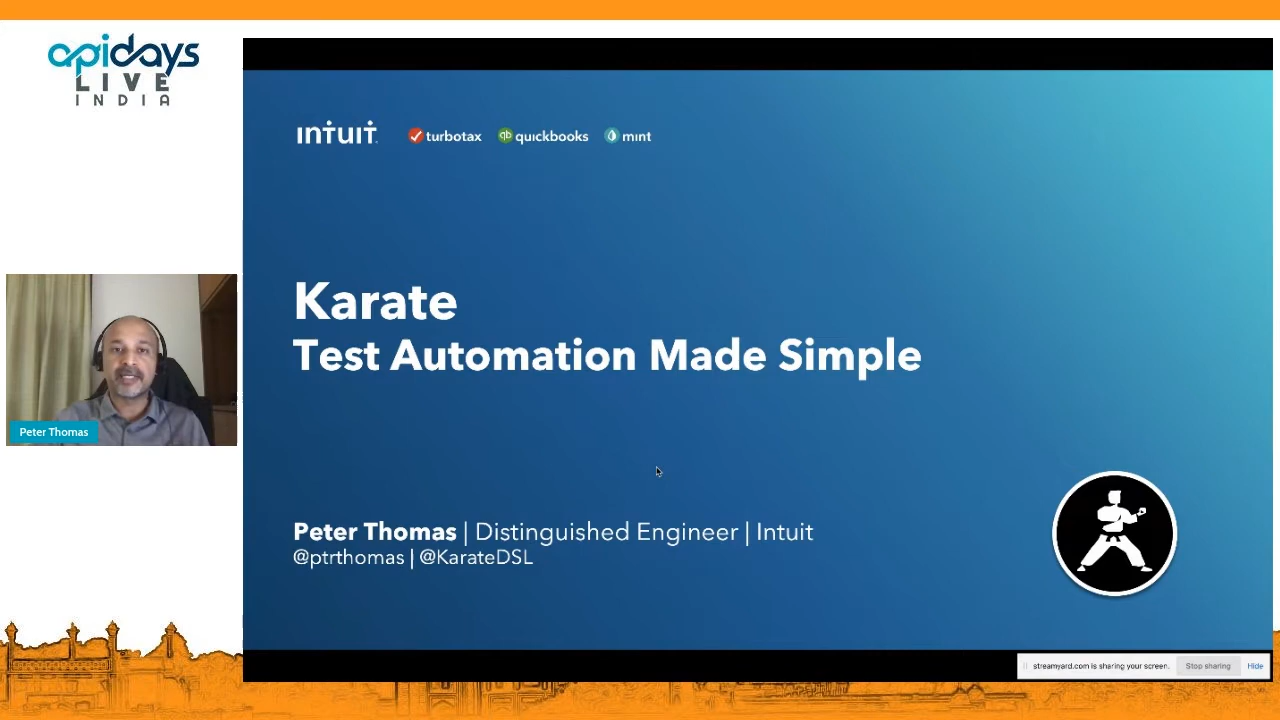 apidays
LIVE
INDIA
INTUIT
turbotax
qb quickbooks
mint
Karate
Test Automation Made Simple
Peter Thomas
Peter Thomas | Distinguished Engineer | Intuit
@ptrthomas | @KarateDSL
streamyard.com is sharing your screen. Stop sharing Hide